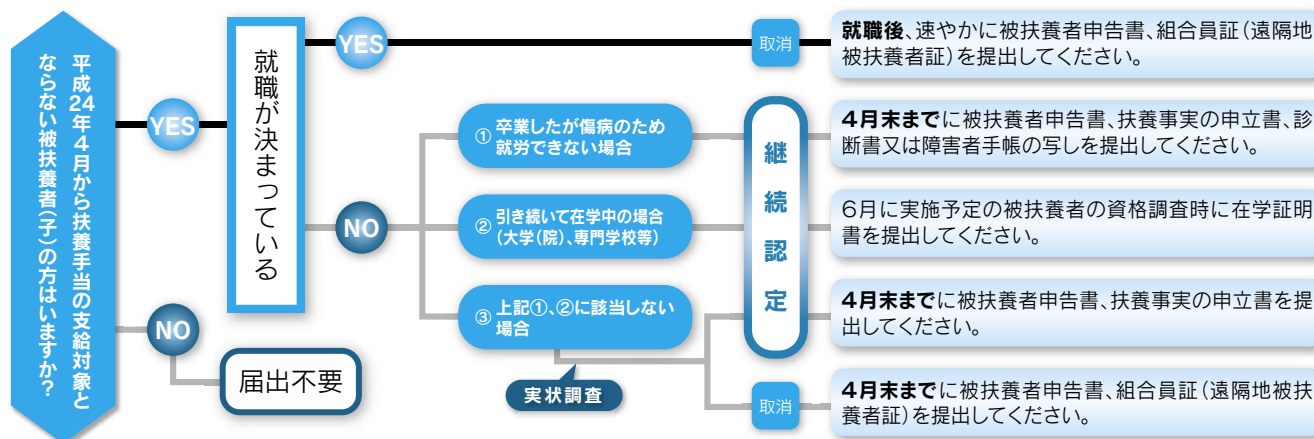 平成24年4月から扶養手当の支給対象と
ならない被扶養者(子)の方はいますか？
YES
NO
届出不要
就職が決まっている
YES
NO
取消
就職後、速やかに被扶養者申告書、組合員証(遠隔地
被扶養者証)を提出してください。
①卒業したが傷病のため
就労できない場合
②引き続いて在学中の場合
(大学(院)、専門学校等)
③上記①、②に該当しない
場合
実状調査
継続認定
4月末までに被扶養者申告書、扶養事実の申立書、診
断書又は障害者手帳の写しを提出してください。
6月に実施予定の被扶養者の資格調査時に在学証明
書を提出してください。
4月末までに被扶養者申告書、扶養事実の申立書を提
出してください。
取消
4月末までに被扶養者申告書、組合員証(遠隔地被扶
養者証)を提出してください。